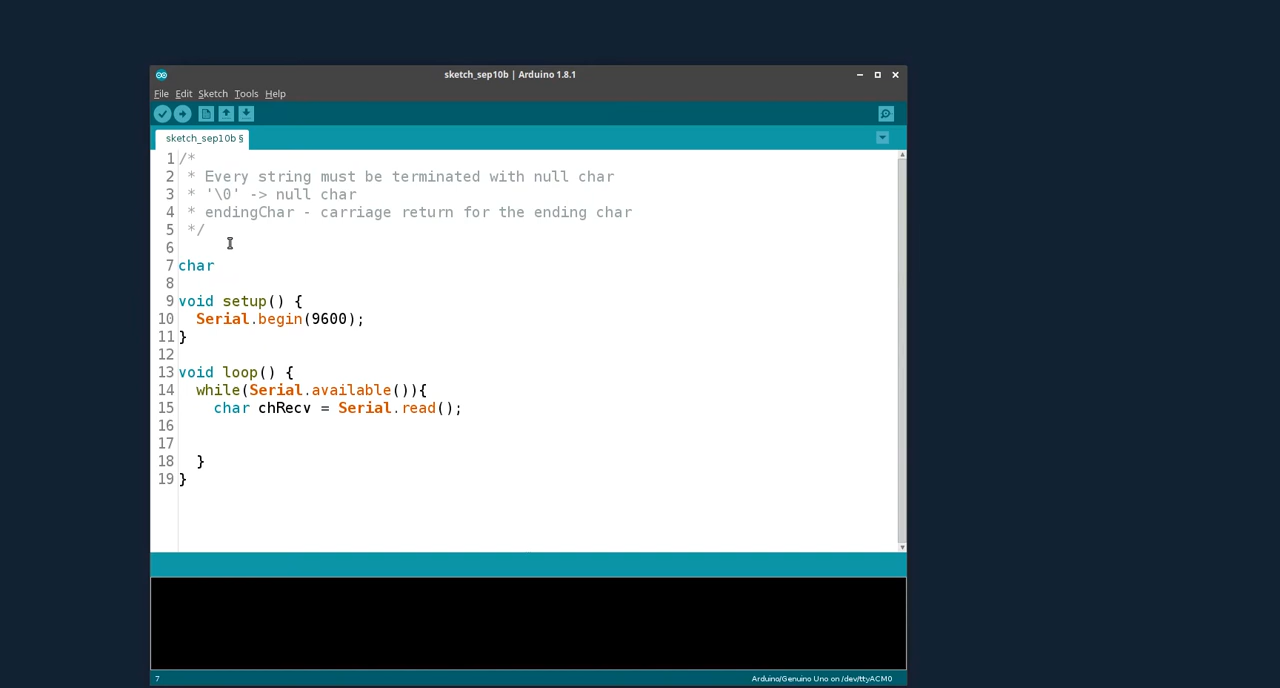 sketch_sep10b | Arduino 1.8.1
File Edit Sketch Tools Help
sketch_sep10b §
1 /*
2 * Every string must be terminated with null char
3 * '\0' -> null char
4 * endingChar - carriage return for the ending char
5 */
6
7 char
8
9 void setup() {
10 Serial.begin(9600);
11 }
12
13 void loop() {
14 while(Serial.available()){
15 char chRecv = Serial.read();
16
17
18 }
19 }
7 Arduino/Genuino Uno on /dev/ttyACM0